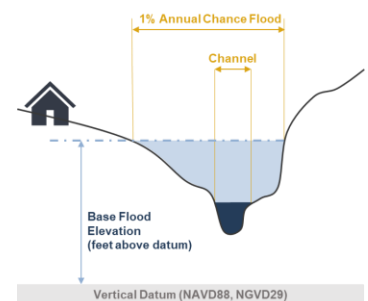 1% Annual Chance Flood
Channel
Base Flood
Elevation
(feet above datum)
Vertical Datum (NAVD88, NGVD29)